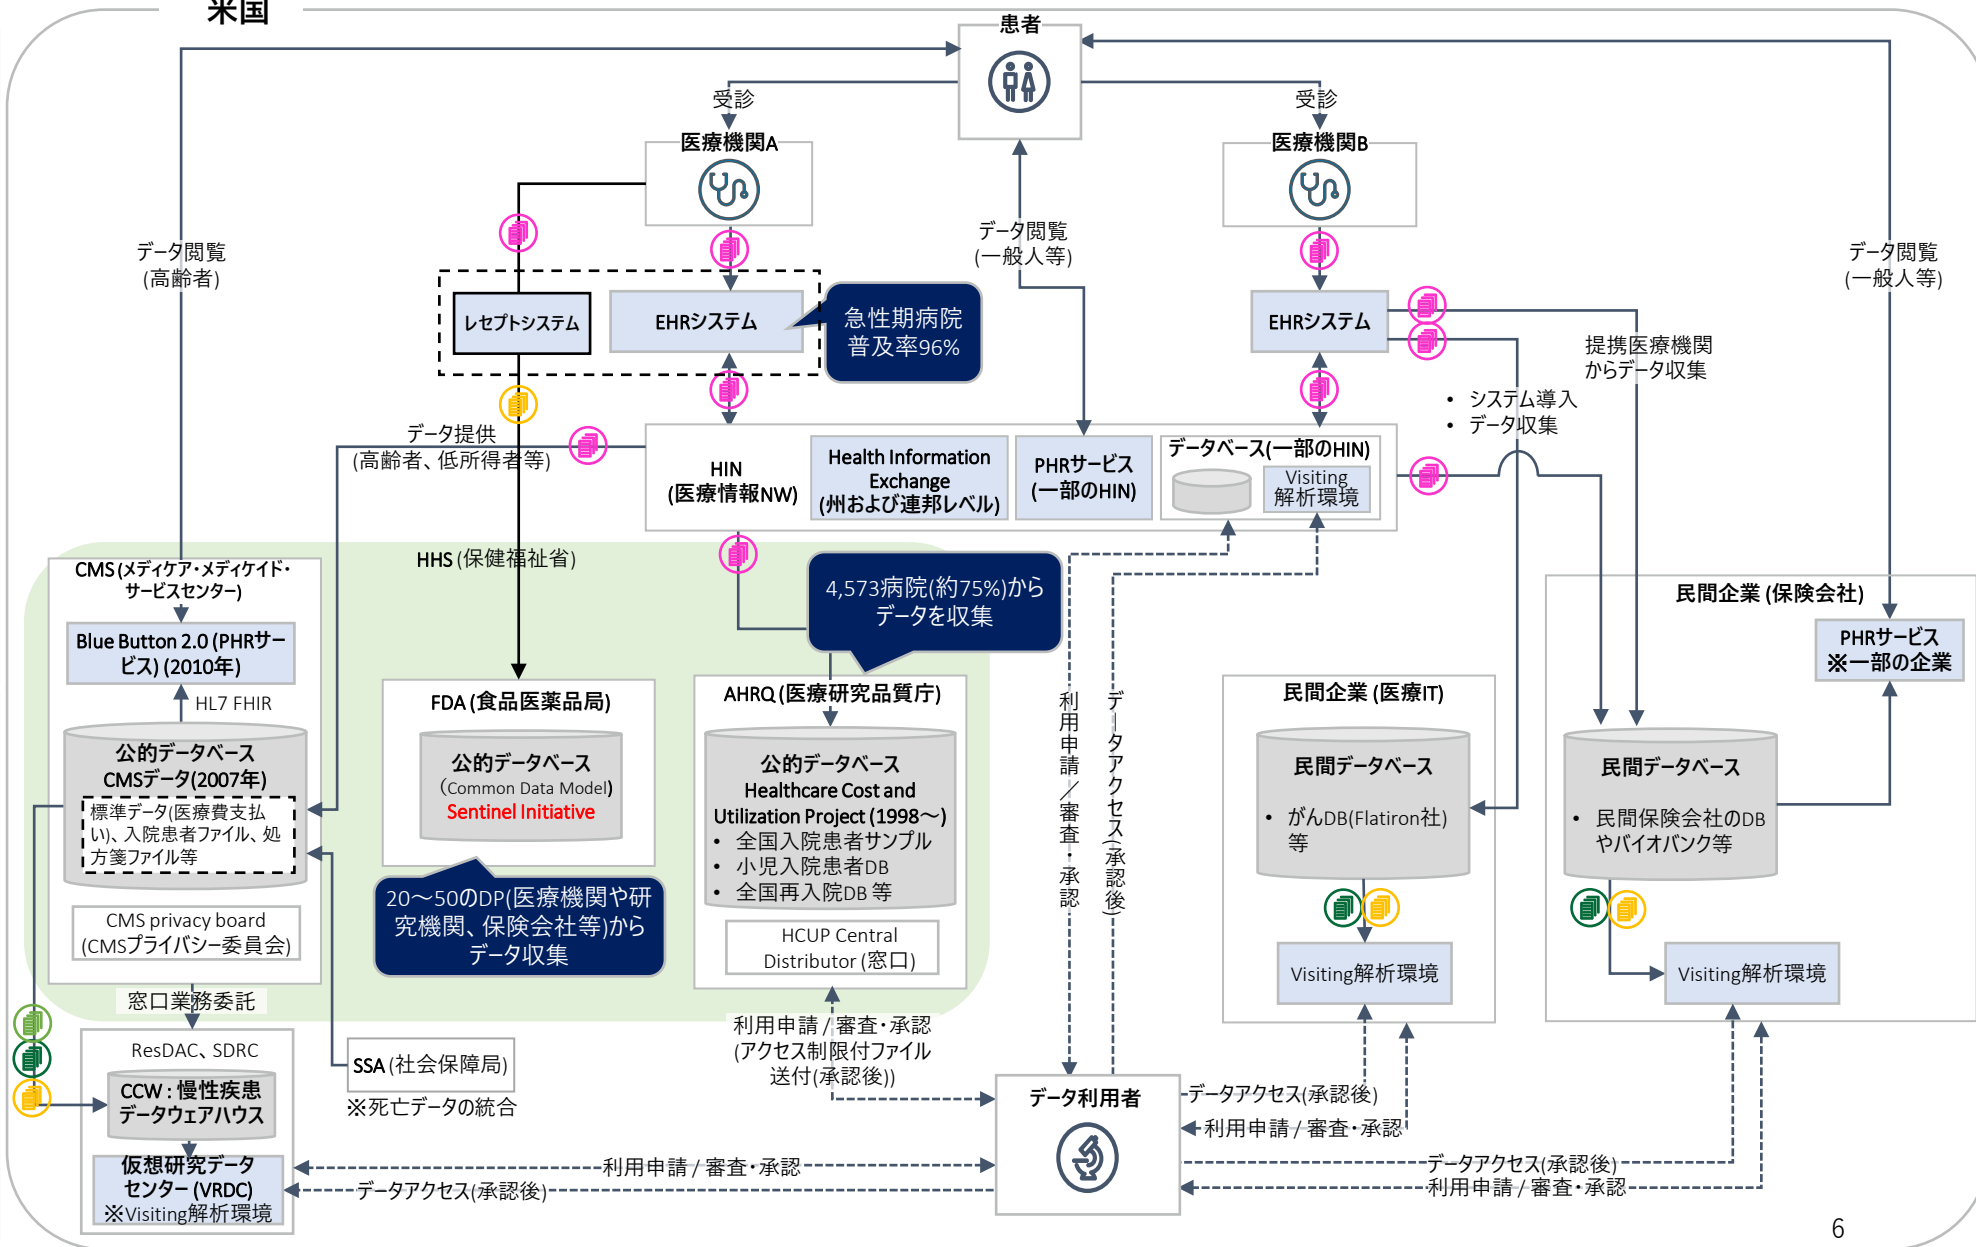 米国
患者
受診
受診
医療機関A
医療機関B
データ閲覧
(高齢者)
データ閲覧
(一般人等)
データ閲覧
(一般人等)
レセプトシステム
EHRシステム
急性期病院
普及率96%
EHRシステム
提携医療機関
からデータ収集
• システム導入
• データ収集
データ提供
(高齢者、低所得者等)
HIN
(医療情報NW)
Health Information
Exchange
(州および連邦レベル)
PHRサービス
(一部のHIN)
データベース(一部のHIN)
Visiting
解析環境
HHS (保健福祉省)
CMS (メディケア・メディケイド・
サービスセンター)
Blue Button 2.0 (PHRサー
ビス) (2010年)
HL7 FHIR
公的データベース
CMSデータ(2007年)
標準データ(医療費支払
い)、入院患者ファイル、処
方箋ファイル等
CMS privacy board
(CMSプライバシー委員会)
窓口業務委託
ResDAC、SDRC
CCW : 慢性疾患
データウェアハウス
仮想研究データ
センター (VRDC)
※Visiting解析環境
FDA (食品医薬品局)
公的データベース
(Common Data Model)
Sentinel Initiative
20～50のDP(医療機関や研
究機関、保険会社等)から
データ収集
SSA (社会保障局)
※死亡データの統合
4,573病院(約75%)から
データを収集
AHRQ (医療研究品質庁)
公的データベース
Healthcare Cost and
Utilization Project (1998～)
• 全国入院患者サンプル
• 小児入院患者DB
• 全国再入院DB 等
HCUP Central
Distributor (窓口)
利用申請 / 審査・承認
(アクセス制限付ファイル
送付(承認後))
利用申請／審査・承認
データアクセス(承認後)
民間企業 (医療IT)
民間データベース
• がんDB(Flatiron社)
等
Visiting解析環境
民間企業 (保険会社)
PHRサービス
※一部の企業
民間データベース
• 民間保険会社のDB
やバイオバンク等
Visiting解析環境
データ利用者
データアクセス(承認後)
利用申請 / 審査・承認
データアクセス(承認後)
利用申請 / 審査・承認
利用申請 / 審査・承認
データアクセス(承認後)
6